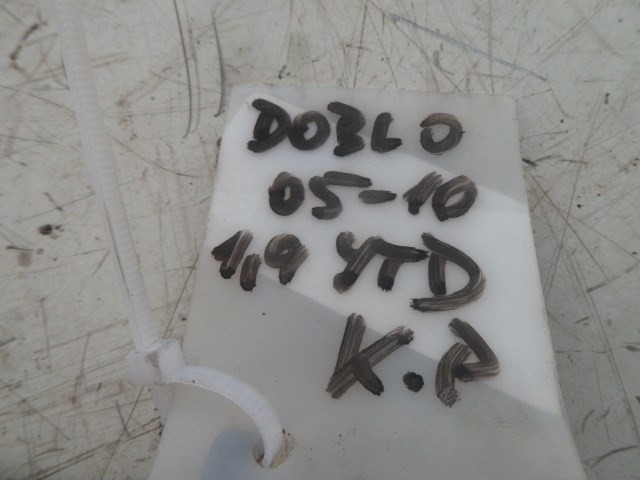 DOBLO
05-10
1,9 YTD
K.P